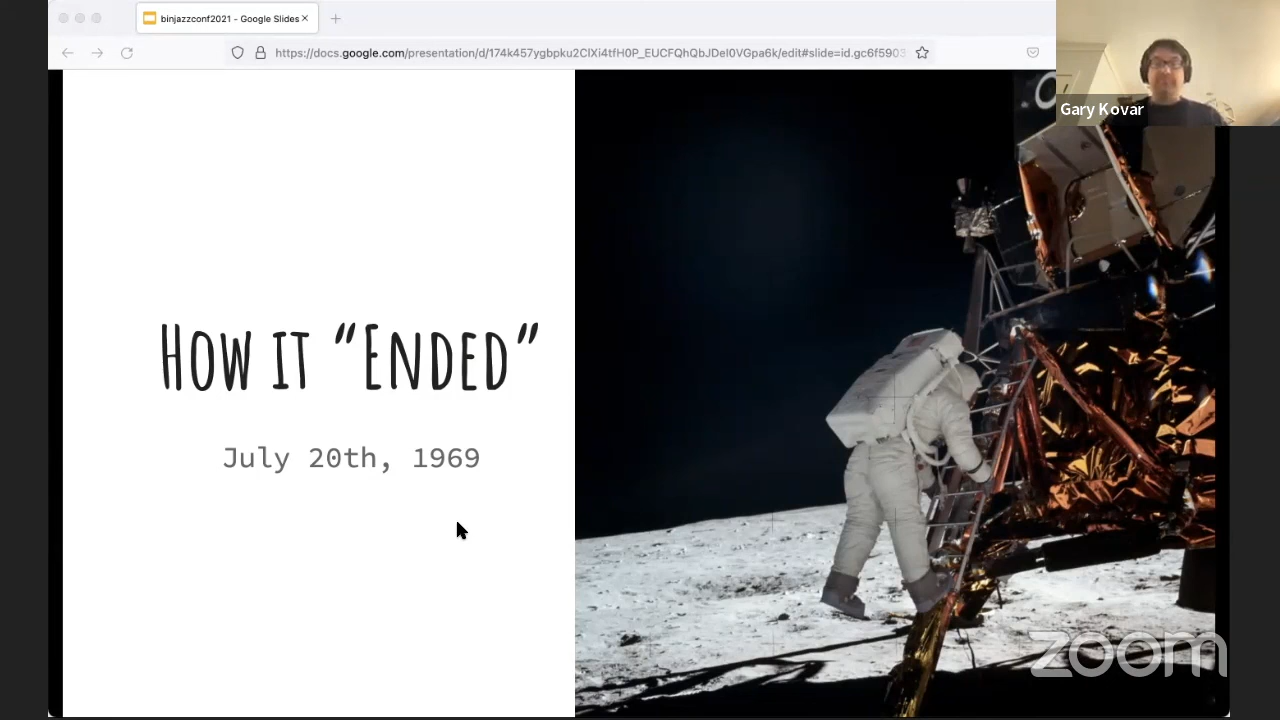 binjazzconf2021 - Google Slides
https://docs.google.com/presentation/d/174k457ygbpku2ClXi4tfH0P_EUCFQhQbJDeI0VGpa6k/edit#slide=id.gc6f5903
Gary Kovar
How it “Ended”
July 20th, 1969
zoom